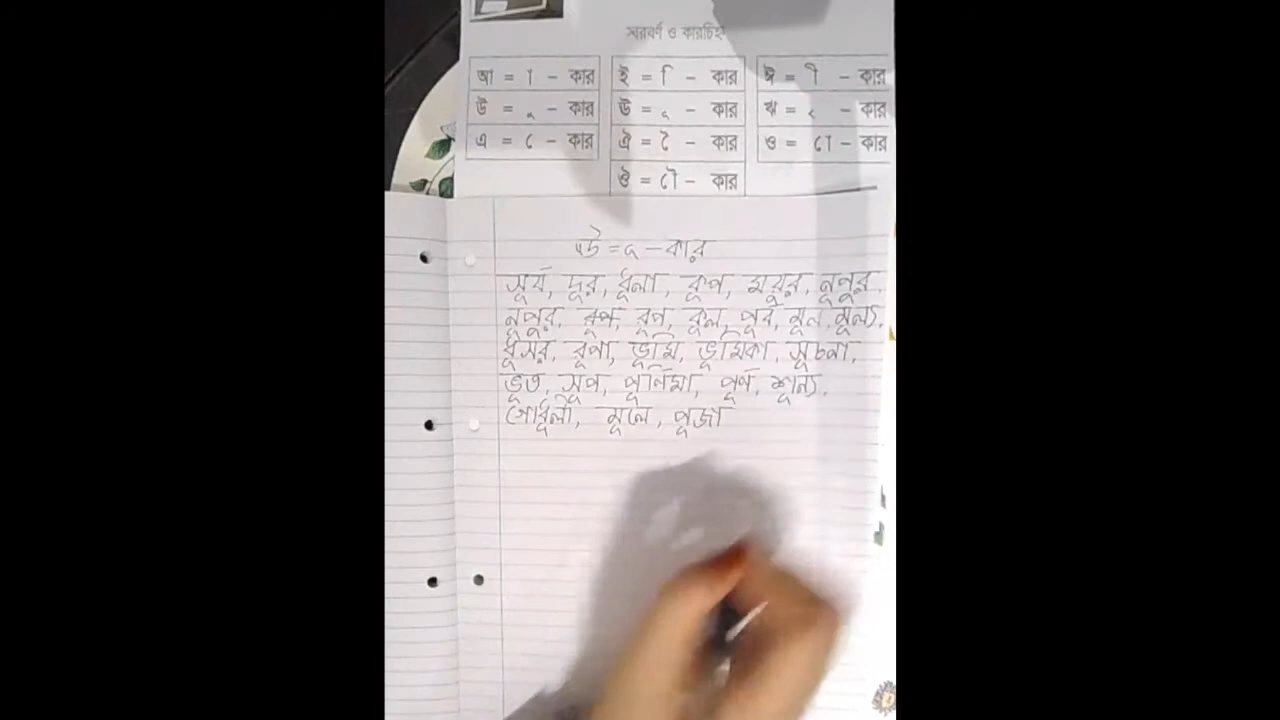 স্বরবর্ণ ও কারচিহ্ন
আ = া - কার ই = ি - কার ঈ = ী - কার
উ = ু - কার ঊ = ূ - কার ঋ = ৃ - কার
এ = ে - কার ঐ = ৈ - কার ও = ো - কার
ঔ = ৌ - কার
ঊ = ূ - কার
সূর্য, দূর, ধূলা, কূপ, ময়ূর, নূপুর,
নূপুর, রূপ, রূপ, কূল, পূর্ব, মূল, মূল্য,
ধূসর, রূপা, ভূমি, ভূমিকা, সূচনা,
ভূত, সূপ, পূর্ণিমা, পূর্ণ, শূন্য,
গোধূলী, মূলে, পূজা